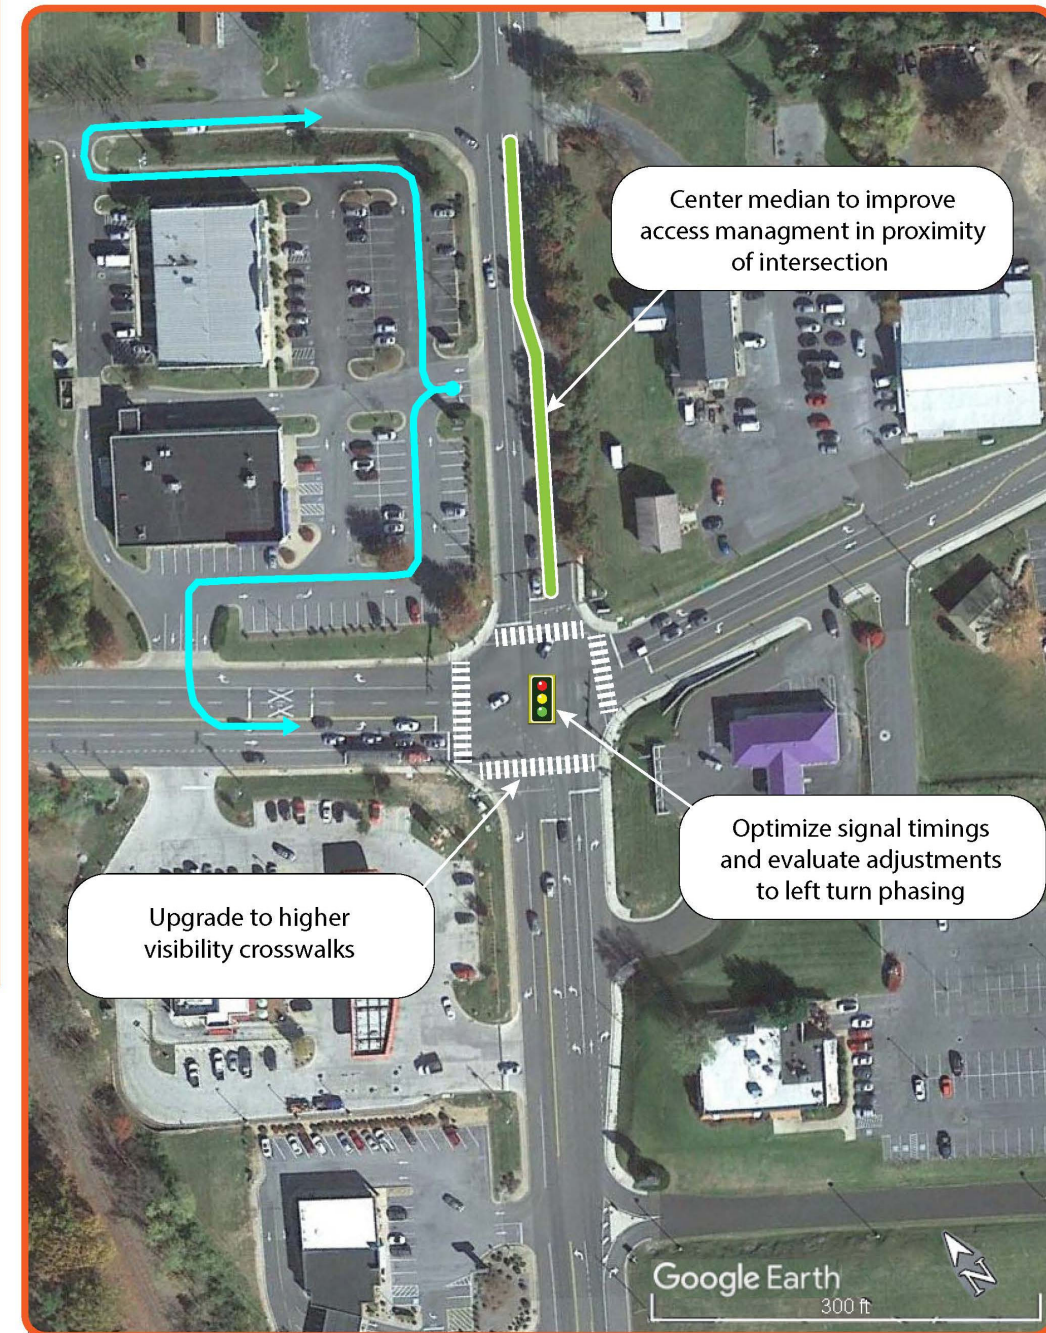 Center median to improve
access managment in proximity
of intersection
Optimize signal timings
and evaluate adjustments
to left turn phasing
Upgrade to higher
visibility crosswalks
N
Google Earth
300 ft